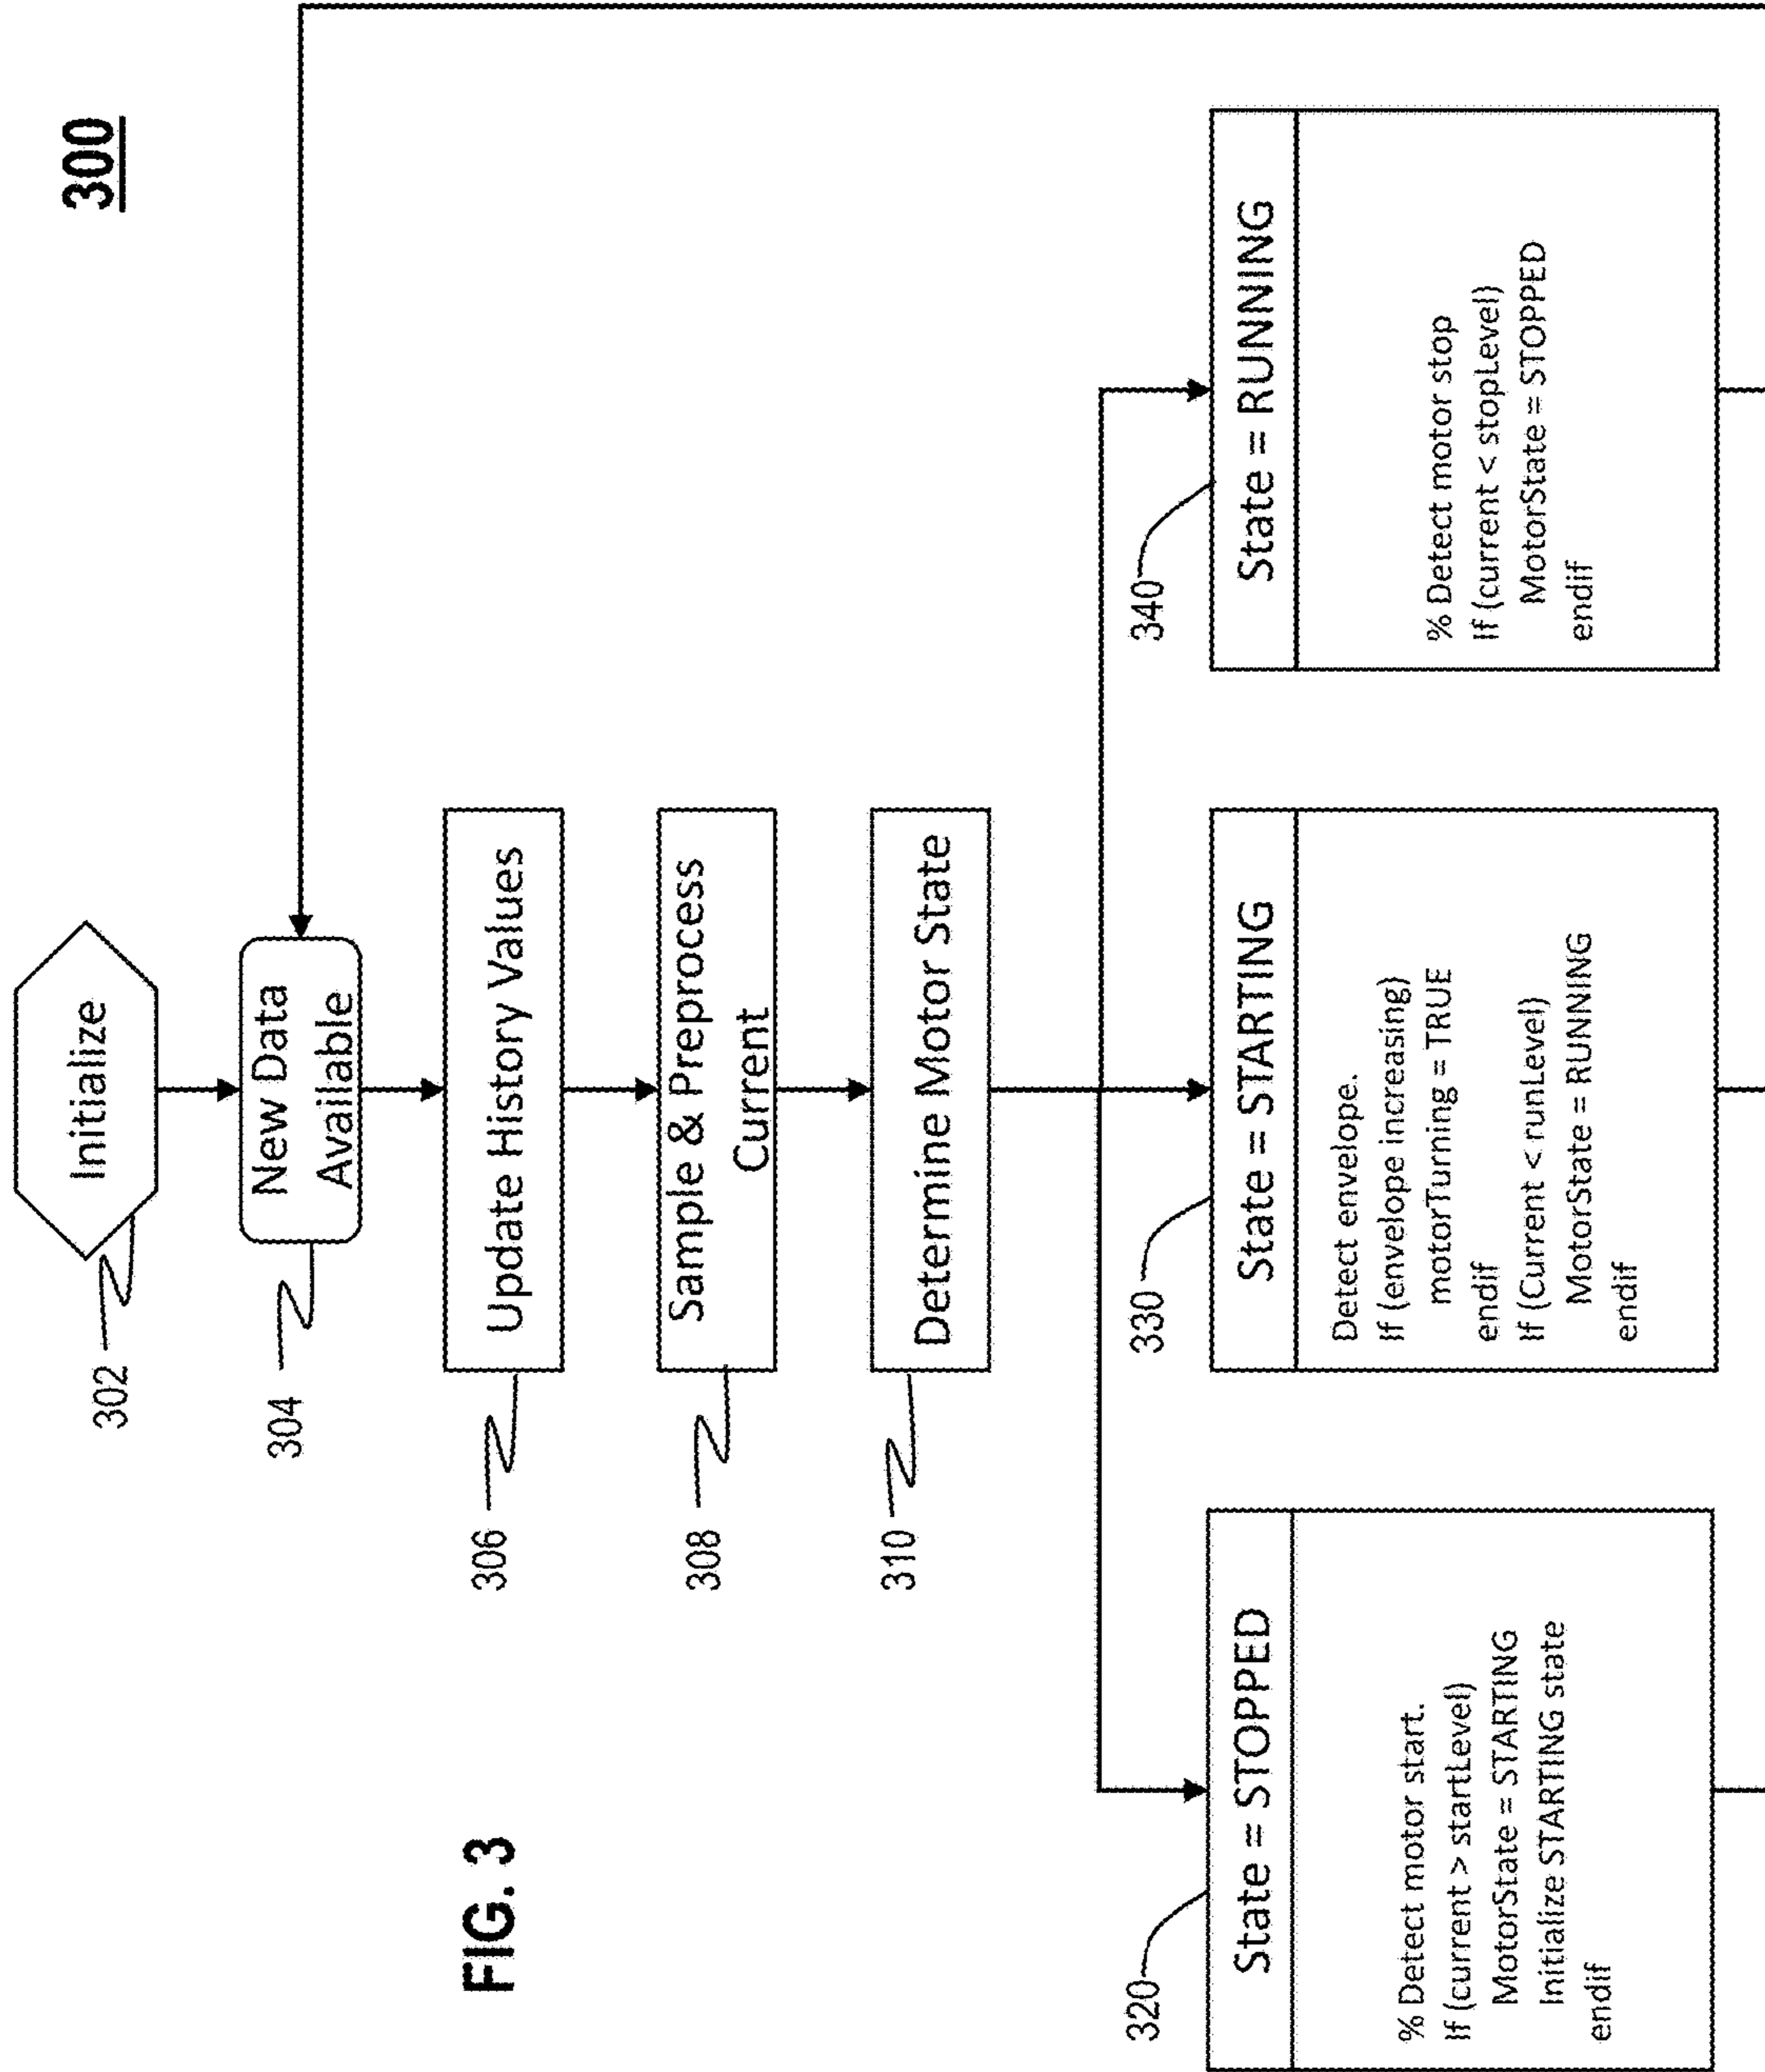 300
Initialize
302
New Data
Available
304
Update History Values
306
Sample & Preprocess
Current
308
Determine Motor State
310
320
State = STOPPED
% Detect motor start.
If (current > startLevel)
MotorState = STARTING
Initialize STARTING state
endif
330
State = STARTING
Detect envelope.
If (envelope increasing)
motorTurning = TRUE
endif
If (Current < runLevel)
MotorState = RUNNING
endif
340
State = RUNNING
% Detect motor stop
If (current < stopLevel)
MotorState = STOPPED
endif
FIG. 3